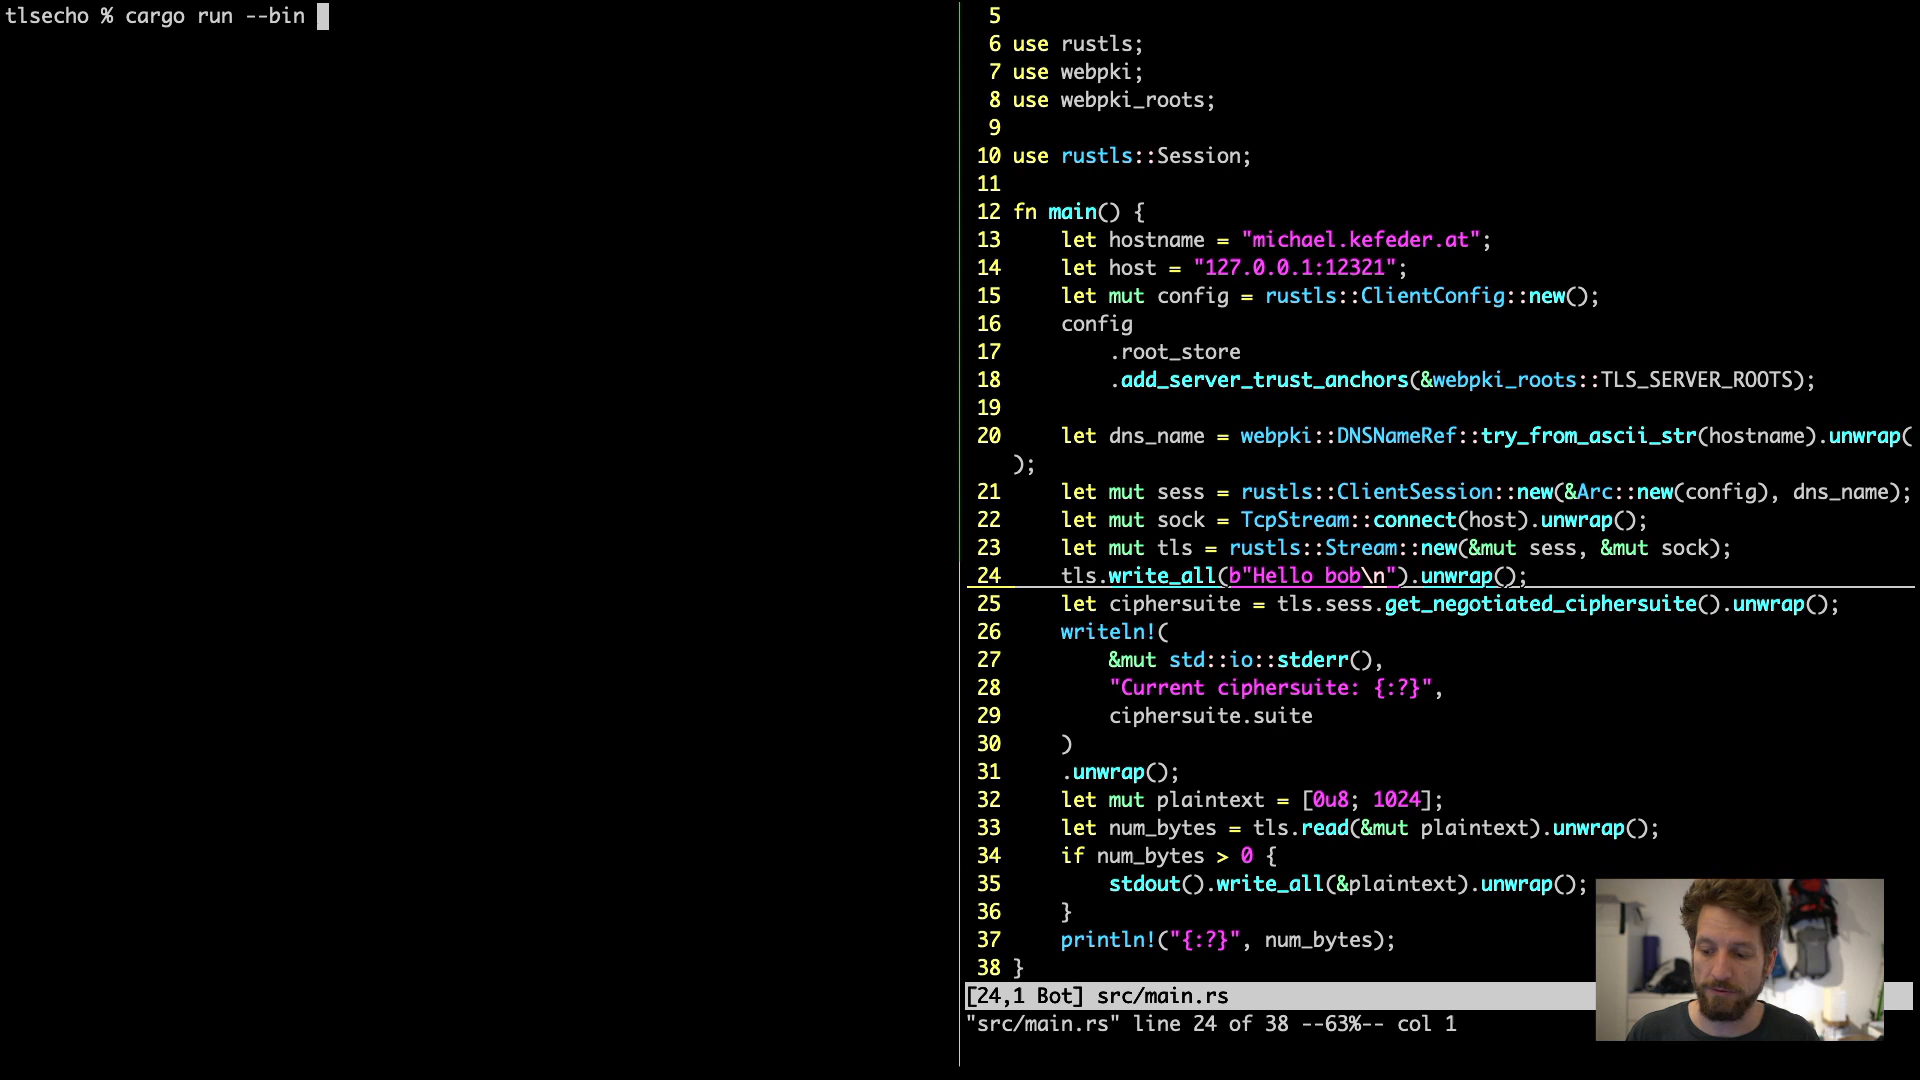 tlsecho % cargo run --bin
5
6 use rustls;
7 use webpki;
8 use webpki_roots;
9
10 use rustls::Session;
11
12 fn main() {
13     let hostname = "michael.kefeder.at";
14     let host = "127.0.0.1:12321";
15     let mut config = rustls::ClientConfig::new();
16     config
17         .root_store
18         .add_server_trust_anchors(&webpki_roots::TLS_SERVER_ROOTS);
19
20     let dns_name = webpki::DNSNameRef::try_from_ascii_str(hostname).unwrap(
);
21     let mut sess = rustls::ClientSession::new(&Arc::new(config), dns_name);
22     let mut sock = TcpStream::connect(host).unwrap();
23     let mut tls = rustls::Stream::new(&mut sess, &mut sock);
24     tls.write_all(b"Hello bob\n").unwrap();
25     let ciphersuite = tls.sess.get_negotiated_ciphersuite().unwrap();
26     writeln!(
27         &mut std::io::stderr(),
28         "Current ciphersuite: {:?}",
29         ciphersuite.suite
30     )
31     .unwrap();
32     let mut plaintext = [0u8; 1024];
33     let num_bytes = tls.read(&mut plaintext).unwrap();
34     if num_bytes > 0 {
35         stdout().write_all(&plaintext).unwrap();
36     }
37     println!("{:?}", num_bytes);
38 }
[24,1 Bot] src/main.rs
"src/main.rs" line 24 of 38 --63%-- col 1